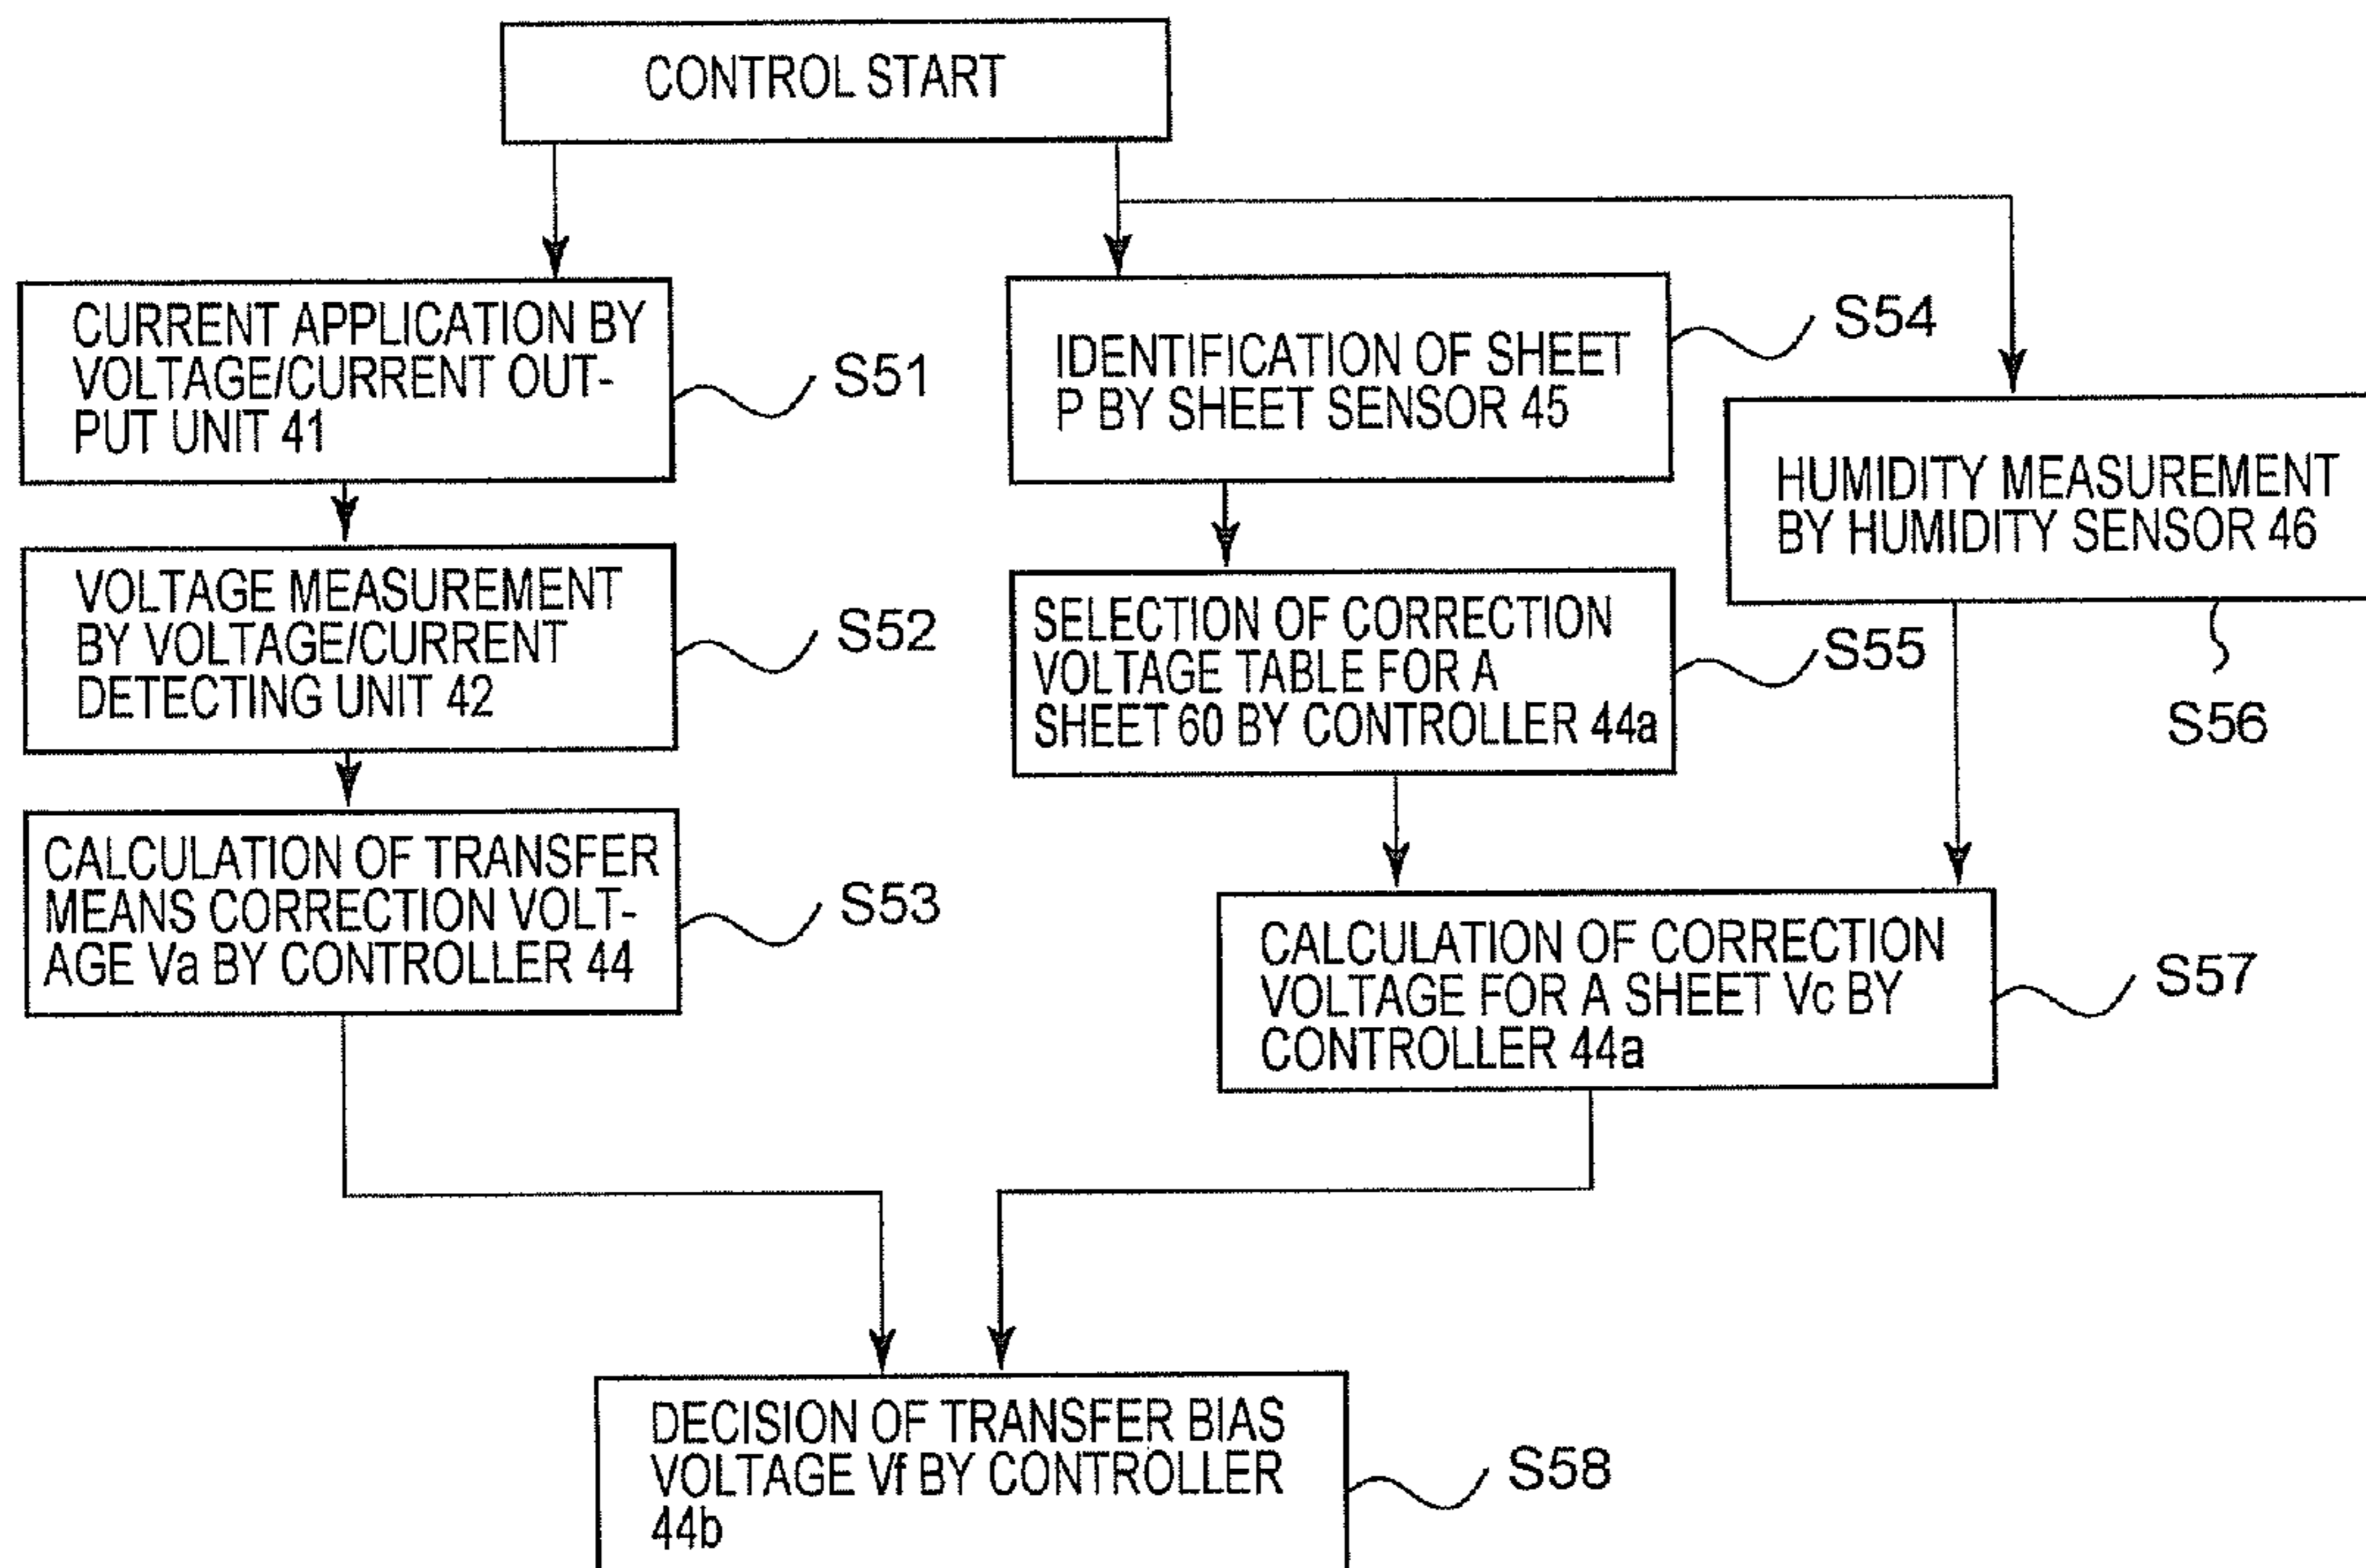 CONTROL START
CURRENT APPLICATION BY
VOLTAGE/CURRENT OUT-
PUT UNIT 41
S51
VOLTAGE MEASUREMENT
BY VOLTAGE/CURRENT
DETECTING UNIT 42
S52
CALCULATION OF TRANSFER
MEANS CORRECTION VOLT-
AGE Va BY CONTROLLER 44
S53
IDENTIFICATION OF SHEET
P BY SHEET SENSOR 45
S54
SELECTION OF CORRECTION
VOLTAGE TABLE FOR A
SHEET 60 BY CONTROLLER 44a
S55
HUMIDITY MEASUREMENT
BY HUMIDITY SENSOR 46
S56
CALCULATION OF CORRECTION
VOLTAGE FOR A SHEET Vc BY
CONTROLLER 44a
S57
DECISION OF TRANSFER BIAS
VOLTAGE Vf BY CONTROLLER
44b
S58